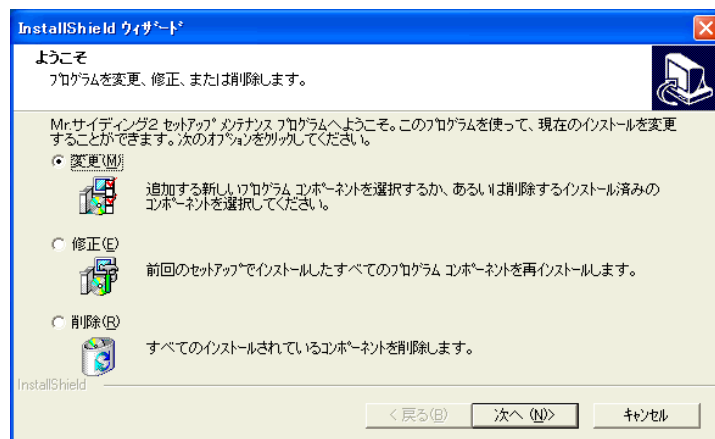 InstallShield ウィザード
ようこそ
プログラムを変更、修正、または削除します。
Mr.サイディング2 セットアップ メンテナンス プログラムへようこそ。このプログラムを使って、現在のインストールを変更
することができます。次のオプションをクリックしてください。
変更(M)
追加する新しいプログラム コンポーネントを選択するか、あるいは削除するインストール済みの
コンポーネントを選択してください。
修正(E)
前回のセットアップでインストールしたすべてのプログラム コンポーネントを再インストールします。
削除(R)
すべてのインストールされているコンポーネントを削除します。
InstallShield
< 戻る(B) 次へ (N)> キャンセル